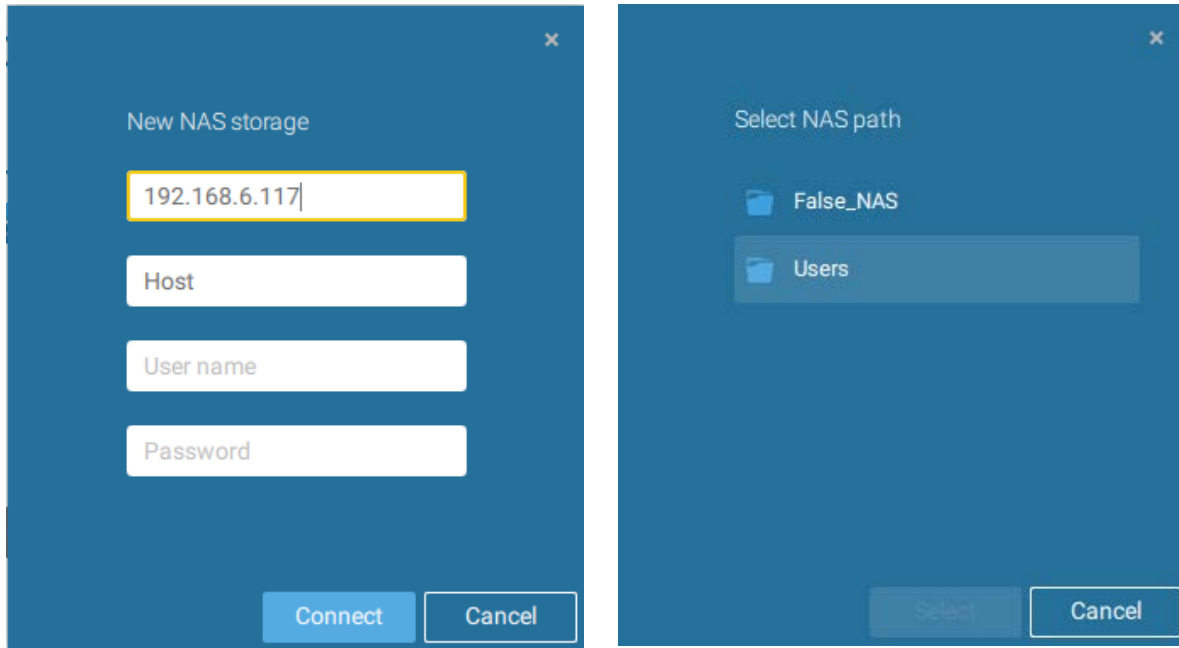 ×
New NAS storage
192.168.6.117
Host
User name
Password
Connect
Cancel
×
Select NAS path
False_NAS
Users
Select
Cancel